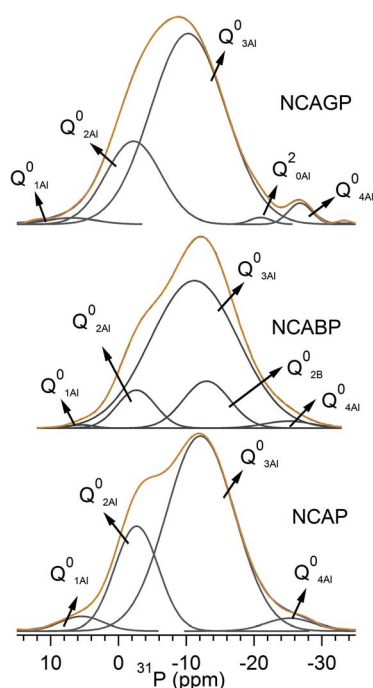 Q⁰₃Al
NCAGP
Q⁰₂Al
Q⁰₁Al
Q²₀Al
Q⁰₄Al
NCABP
Q⁰₃Al
Q⁰₂Al
Q⁰₁Al
Q⁰₂B
Q⁰₄Al
Q⁰₃Al
NCAP
Q⁰₂Al
Q⁰₁Al
Q⁰₄Al
10 0 -10 -20 -30
³¹P (ppm)